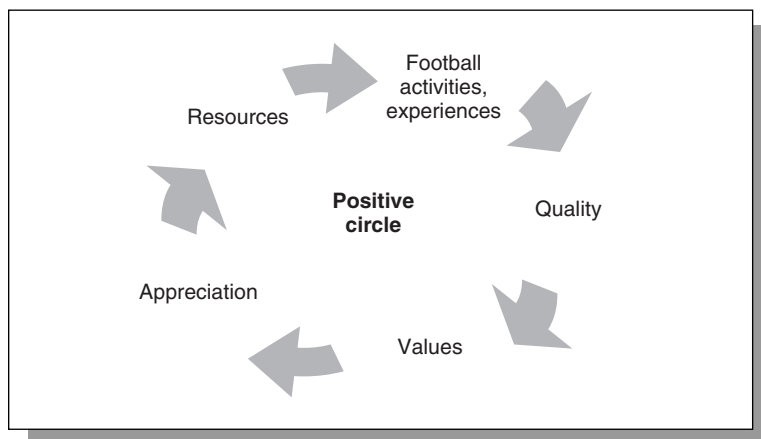 Football
activities,
experiences
Resources
Positive
circle
Quality
Appreciation
Values